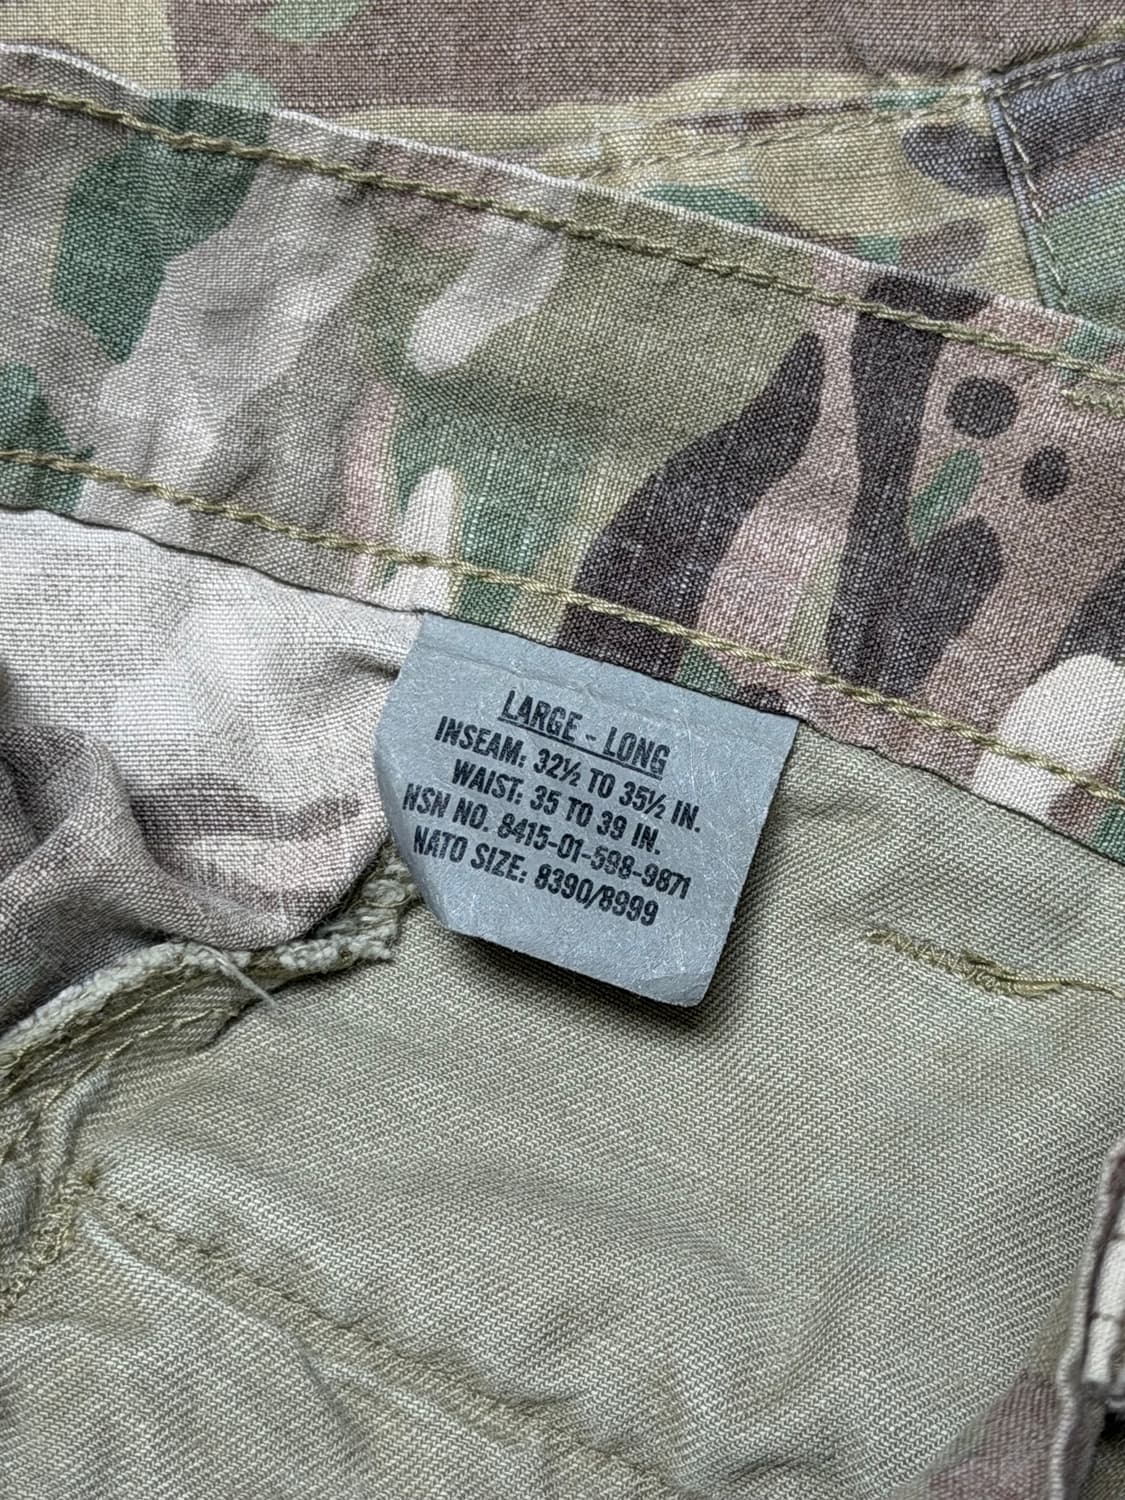 LARGE - LONG
INSEAM: 32½ TO 35½ IN.
WAIST: 35 TO 39 IN.
NSN NO. 8415-01-598-9871
NATO SIZE: 8390/8999